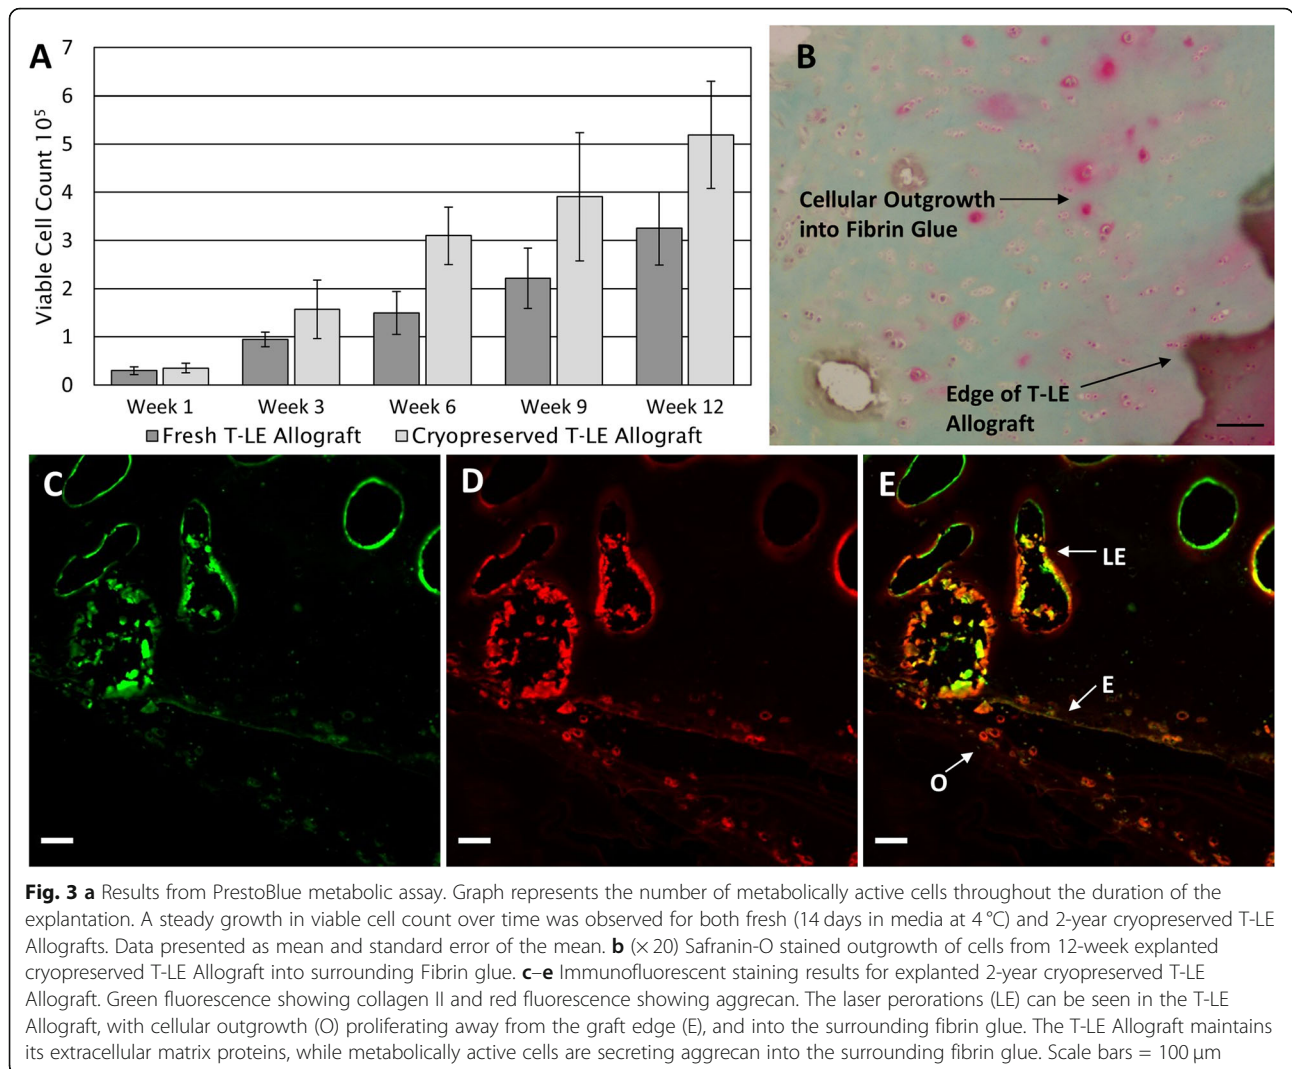 A
Viable Cell Count 10⁵
7
6
5
4
3
2
1
0
Week 1
Week 3
Week 6
Week 9
Week 12
Fresh T-LE Allograft
Cryopreserved T-LE Allograft
B
Cellular Outgrowth
into Fibrin Glue
Edge of T-LE
Allograft
C
D
E
LE
E
O
Fig. 3 a Results from PrestoBlue metabolic assay. Graph represents the number of metabolically active cells throughout the duration of the
explantation. A steady growth in viable cell count over time was observed for both fresh (14 days in media at 4 °C) and 2-year cryopreserved T-LE
Allografts. Data presented as mean and standard error of the mean. b (× 20) Safranin-O stained outgrowth of cells from 12-week explanted
cryopreserved T-LE Allograft into surrounding Fibrin glue. c–e Immunofluorescent staining results for explanted 2-year cryopreserved T-LE
Allograft. Green fluorescence showing collagen II and red fluorescence showing aggrecan. The laser perorations (LE) can be seen in the T-LE
Allograft, with cellular outgrowth (O) proliferating away from the graft edge (E), and into the surrounding fibrin glue. The T-LE Allograft maintains
its extracellular matrix proteins, while metabolically active cells are secreting aggrecan into the surrounding fibrin glue. Scale bars = 100 μm